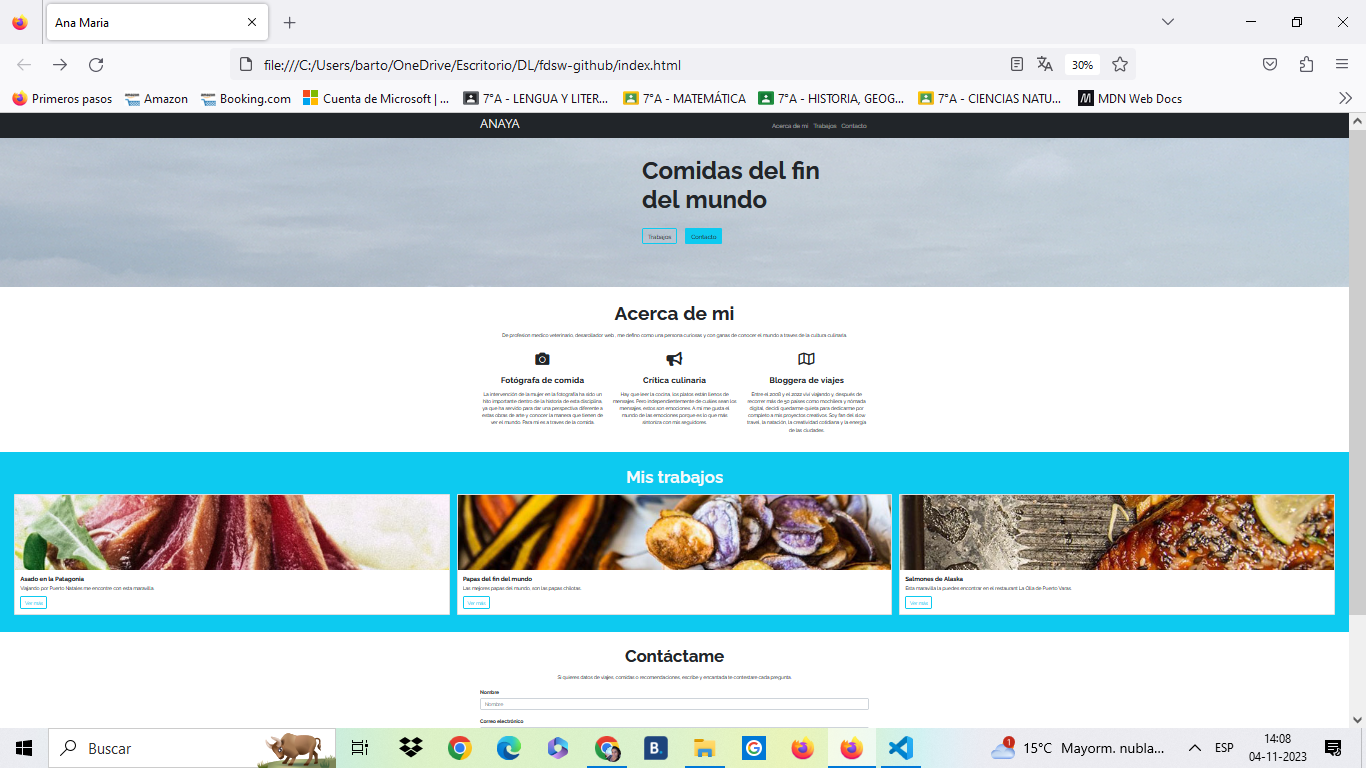 Ana Maria
file:///C:/Users/barto/OneDrive/Escritorio/DL/fdsw-github/index.html
30%
Primeros pasos
Amazon
Booking.com
Cuenta de Microsoft | ...
7°A - LENGUA Y LITER...
7°A - MATEMÁTICA
7°A - HISTORIA, GEOG...
7°A - CIENCIAS NATU...
MDN Web Docs
ANAYA
Acerca de mi Trabajos Contacto
Comidas del fin
del mundo
Trabajos
Contacto
Acerca de mi
De profesion medico veterinario, desarollador web , me defino como una persona curiosas y con ganas de conocer el mundo a traves de la cultura culinaria.
Fotógrafa de comida
La intervención de la mujer en la fotografía ha sido un
hito importante dentro de la historia de esta disciplina,
ya que ha servido para dar una perspectiva diferente a
estas obras de arte y conocer la manera que tienen de
ver el mundo. Para mi es a traves de la comida.
Crítica culinaria
Hay que leer la cocina, los platos están llenos de
mensajes. Pero independientemente de cuáles sean los
mensajes, estos son emociones. A mí me gusta el
mundo de las emociones porque es lo que más
sintoniza con mis seguidores.
Bloggera de viajes
Entre el 2008 y el 2022 viví viajando y, después de
recorrer más de 50 países como mochilera y nómada
digital, decidí quedarme quieta para dedicarme por
completo a mis proyectos creativos. Soy fan del slow
travel, la natación, la creatividad cotidiana y la energía
de las ciudades.
Mis trabajos
Asado en la Patagonia
Viajando por Puerto Natales me encontre con esta maravilla
Ver más
Papas del fin del mundo
Las mejores papas del mundo, son las papas chilotas
Ver más
Salmones de Alaska
Esta maravilla la puedes encontrar en el restaurant La Olla de Puerto Varas
Ver más
Contáctame
Si quieres datos de viajes, comidas o recomendaciones, escribe y encantada te contestare cada pregunta.
Nombre
Nombre
Correo electrónico
Buscar
B.
1
15°C Mayorm. nubla...
ESP
14:08
04-11-2023
3